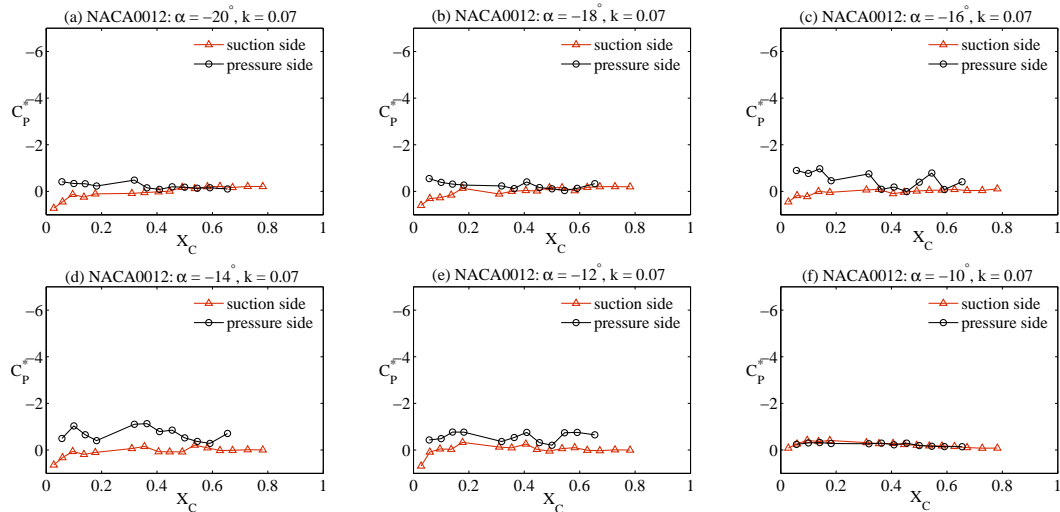 (a) NACA0012: α = −20°, k = 0.07
suction side
pressure side
−6
−4
C*P
−2
0
0 0.2 0.4 0.6 0.8 1
X_C
(b) NACA0012: α = −18°, k = 0.07
suction side
pressure side
−6
−4
C*P
−2
0
0 0.2 0.4 0.6 0.8 1
X_C
(c) NACA0012: α = −16°, k = 0.07
suction side
pressure side
−6
−4
C*P
−2
0
0 0.2 0.4 0.6 0.8 1
X_C
(d) NACA0012: α = −14°, k = 0.07
suction side
pressure side
−6
−4
C*P
−2
0
0 0.2 0.4 0.6 0.8 1
X_C
(e) NACA0012: α = −12°, k = 0.07
suction side
pressure side
−6
−4
C*P
−2
0
0 0.2 0.4 0.6 0.8 1
X_C
(f) NACA0012: α = −10°, k = 0.07
suction side
pressure side
−6
−4
C*P
−2
0
0 0.2 0.4 0.6 0.8 1
X_C